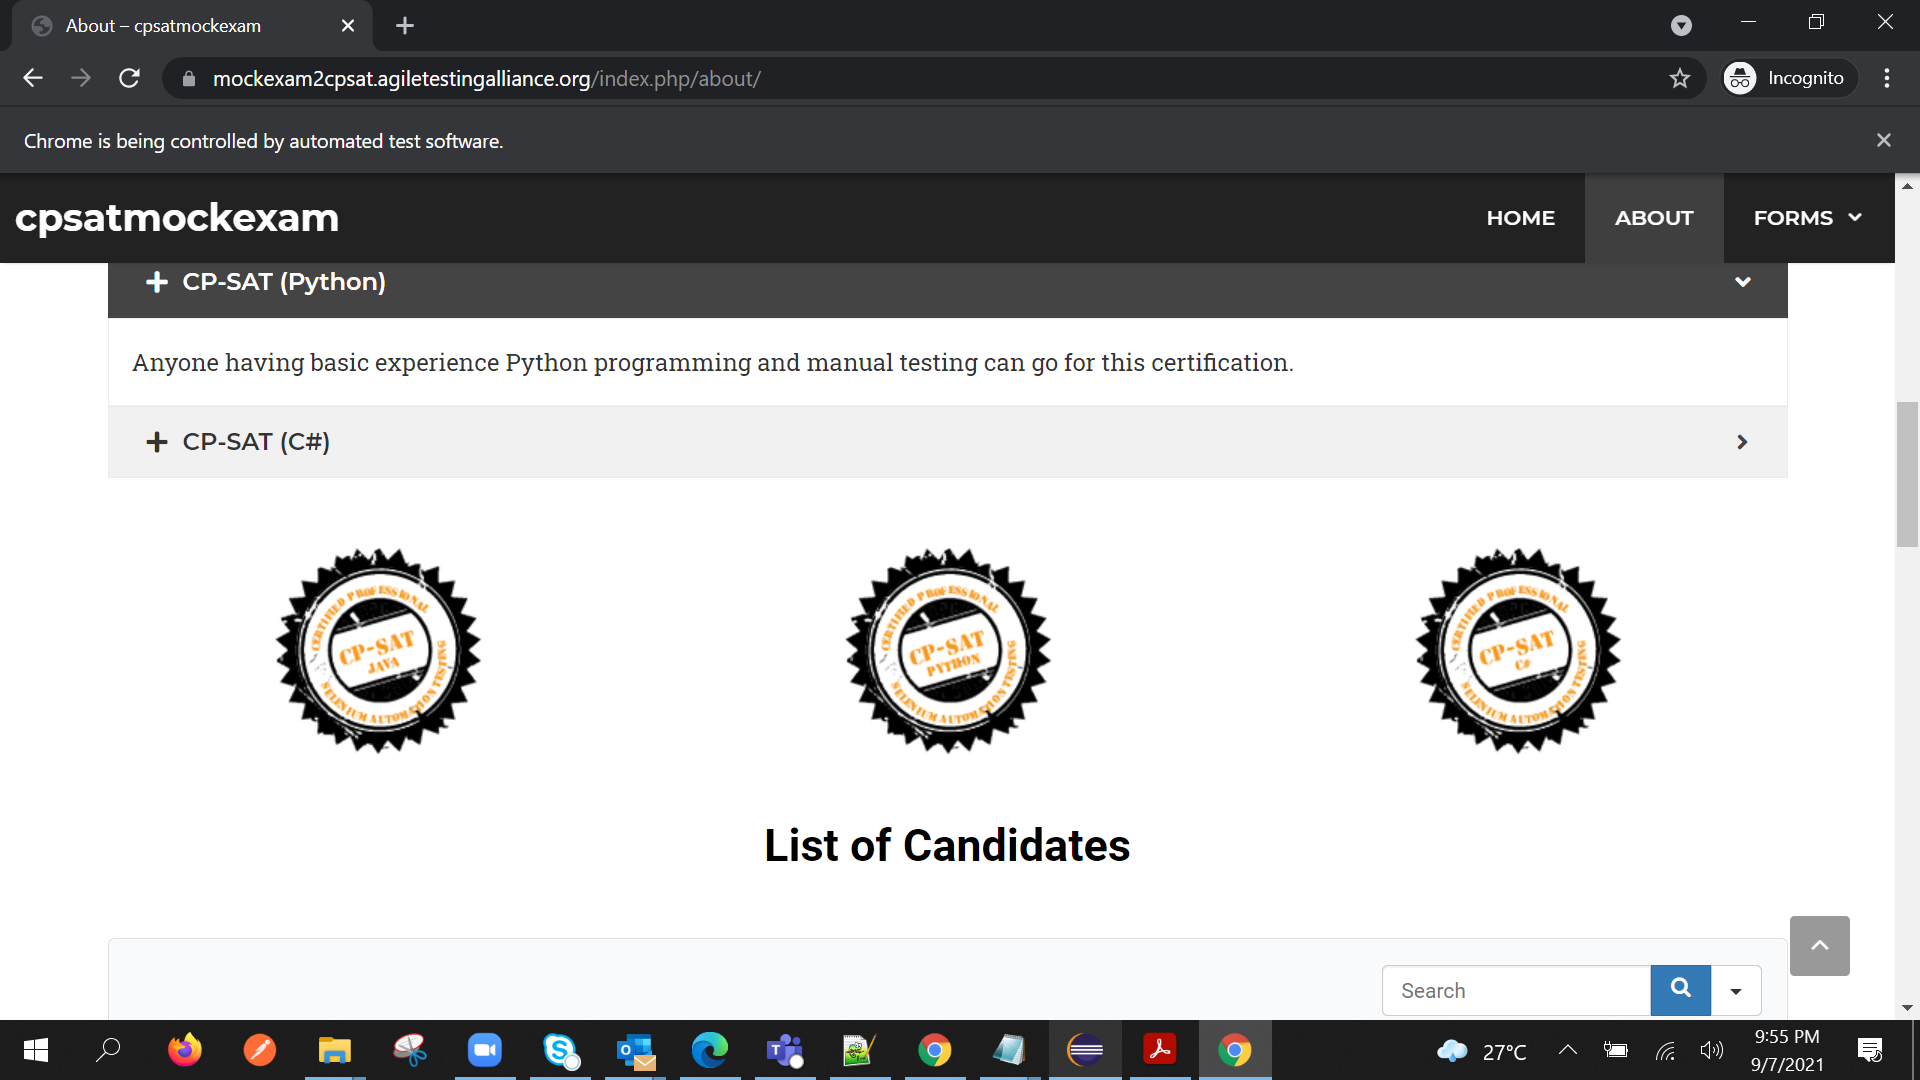 About – cpsatmockexam
mockexam2cpsat.agiletestingalliance.org/index.php/about/
Incognito
Chrome is being controlled by automated test software.
cpsatmockexam
HOME
ABOUT
FORMS
CP-SAT (Python)
Anyone having basic experience Python programming and manual testing can go for this certification.
CP-SAT (C#)
CERTIFIED PROFESSIONAL
CP-SAT
JAVA
SELENIUM AUTOMATION TESTING
CERTIFIED PROFESSIONAL
CP-SAT
PYTHON
SELENIUM AUTOMATION TESTING
CERTIFIED PROFESSIONAL
CP-SAT
C#
SELENIUM AUTOMATION TESTING
List of Candidates
Search
27°C
9:55 PM
9/7/2021